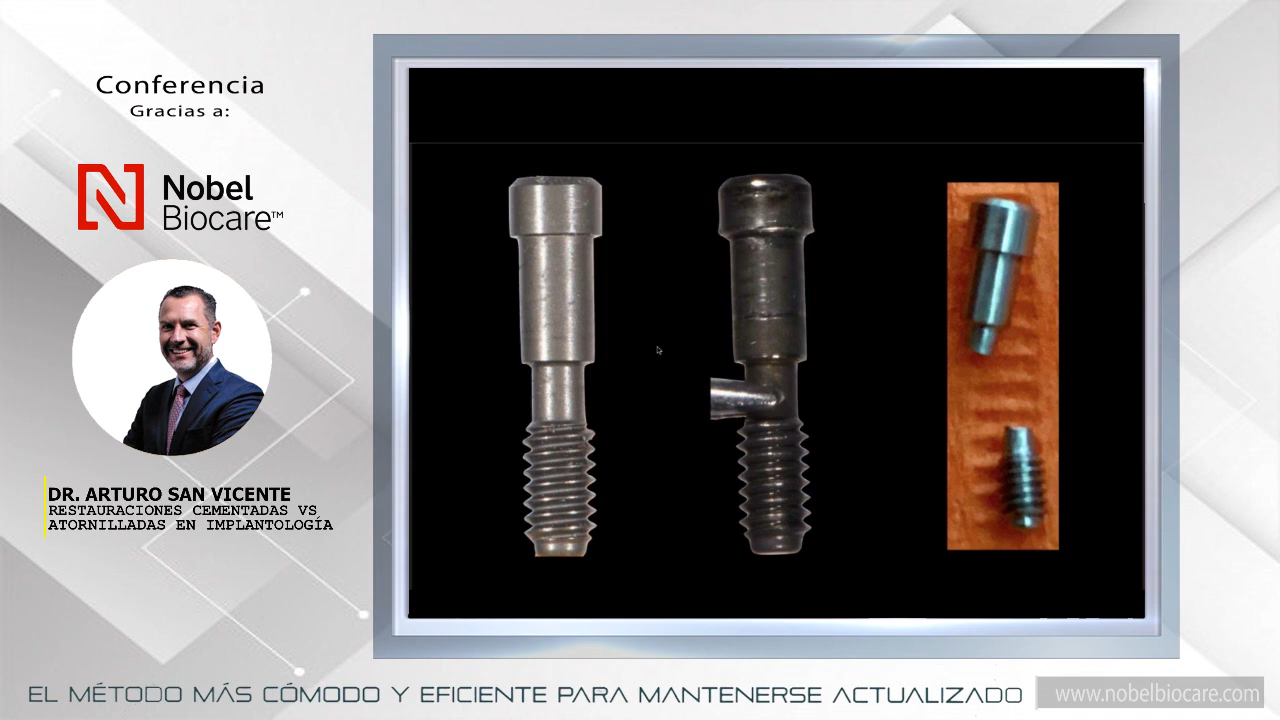 Conferencia
Gracias a:
Nobel
Biocare™
DR. ARTURO SAN VICENTE
RESTAURACIONES CEMENTADAS VS
ATORNILLADAS EN IMPLANTOLOGÍA
EL MÉTODO MÁS CÓMODO Y EFICIENTE PARA MANTENERSE ACTUALIZADO
www.nobelbiocare.com